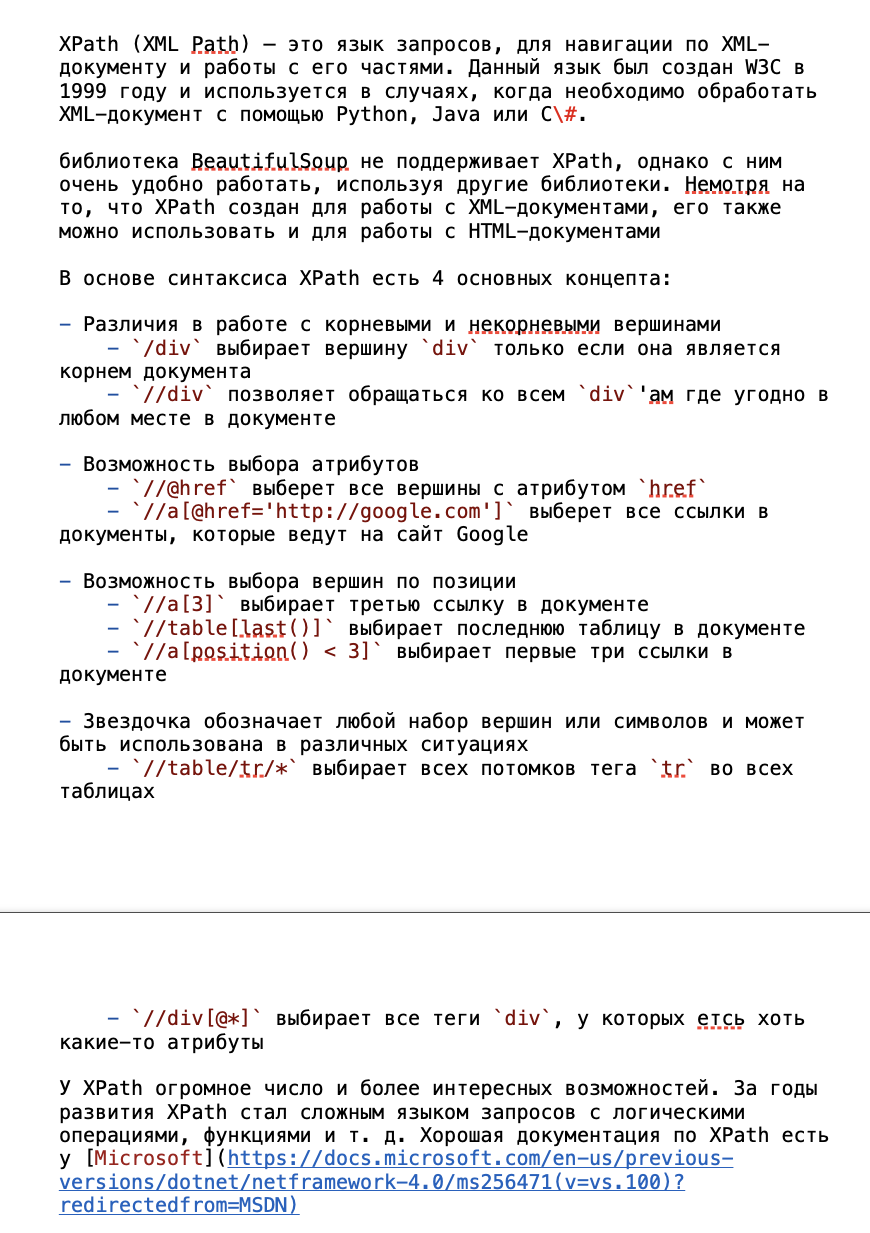 XPath (XML Path) — это язык запросов, для навигации по XML-
документу и работы с его частями. Данный язык был создан W3C в
1999 году и используется в случаях, когда необходимо обработать
XML-документ с помощью Python, Java или C\#.
библиотека BeautifulSoup не поддерживает XPath, однако с ним
очень удобно работать, используя другие библиотеки. Немотря на
то, что XPath создан для работы с XML-документами, его также
можно использовать и для работы с HTML-документами
В основе синтаксиса XPath есть 4 основных концепта:
– Различия в работе с корневыми и некорневыми вершинами
– `/div` выбирает вершину `div` только если она является
корнем документа
– `//div` позволяет обращаться ко всем `div`'ам где угодно в
любом месте в документе
– Возможность выбора атрибутов
– `//@href` выберет все вершины с атрибутом `href`
– `//a[@href='http://google.com']` выберет все ссылки в
документы, которые ведут на сайт Google
– Возможность выбора вершин по позиции
– `//a[3]` выбирает третью ссылку в документе
– `//table[last()]` выбирает последнюю таблицу в документе
– `//a[position() < 3]` выбирает первые три ссылки в
документе
– Звездочка обозначает любой набор вершин или символов и может
быть использована в различных ситуациях
– `//table/tr/*` выбирает всех потомков тега `tr` во всех
таблицах
– `//div[@*]` выбирает все теги `div`, у которых етсь хоть
какие-то атрибуты
У XPath огромное число и более интересных возможностей. За годы
развития XPath стал сложным языком запросов с логическими
операциями, функциями и т. д. Хорошая документация по XPath есть
у [Microsoft](https://docs.microsoft.com/en-us/previous-
versions/dotnet/netframework-4.0/ms256471(v=vs.100)?
redirectedfrom=MSDN)